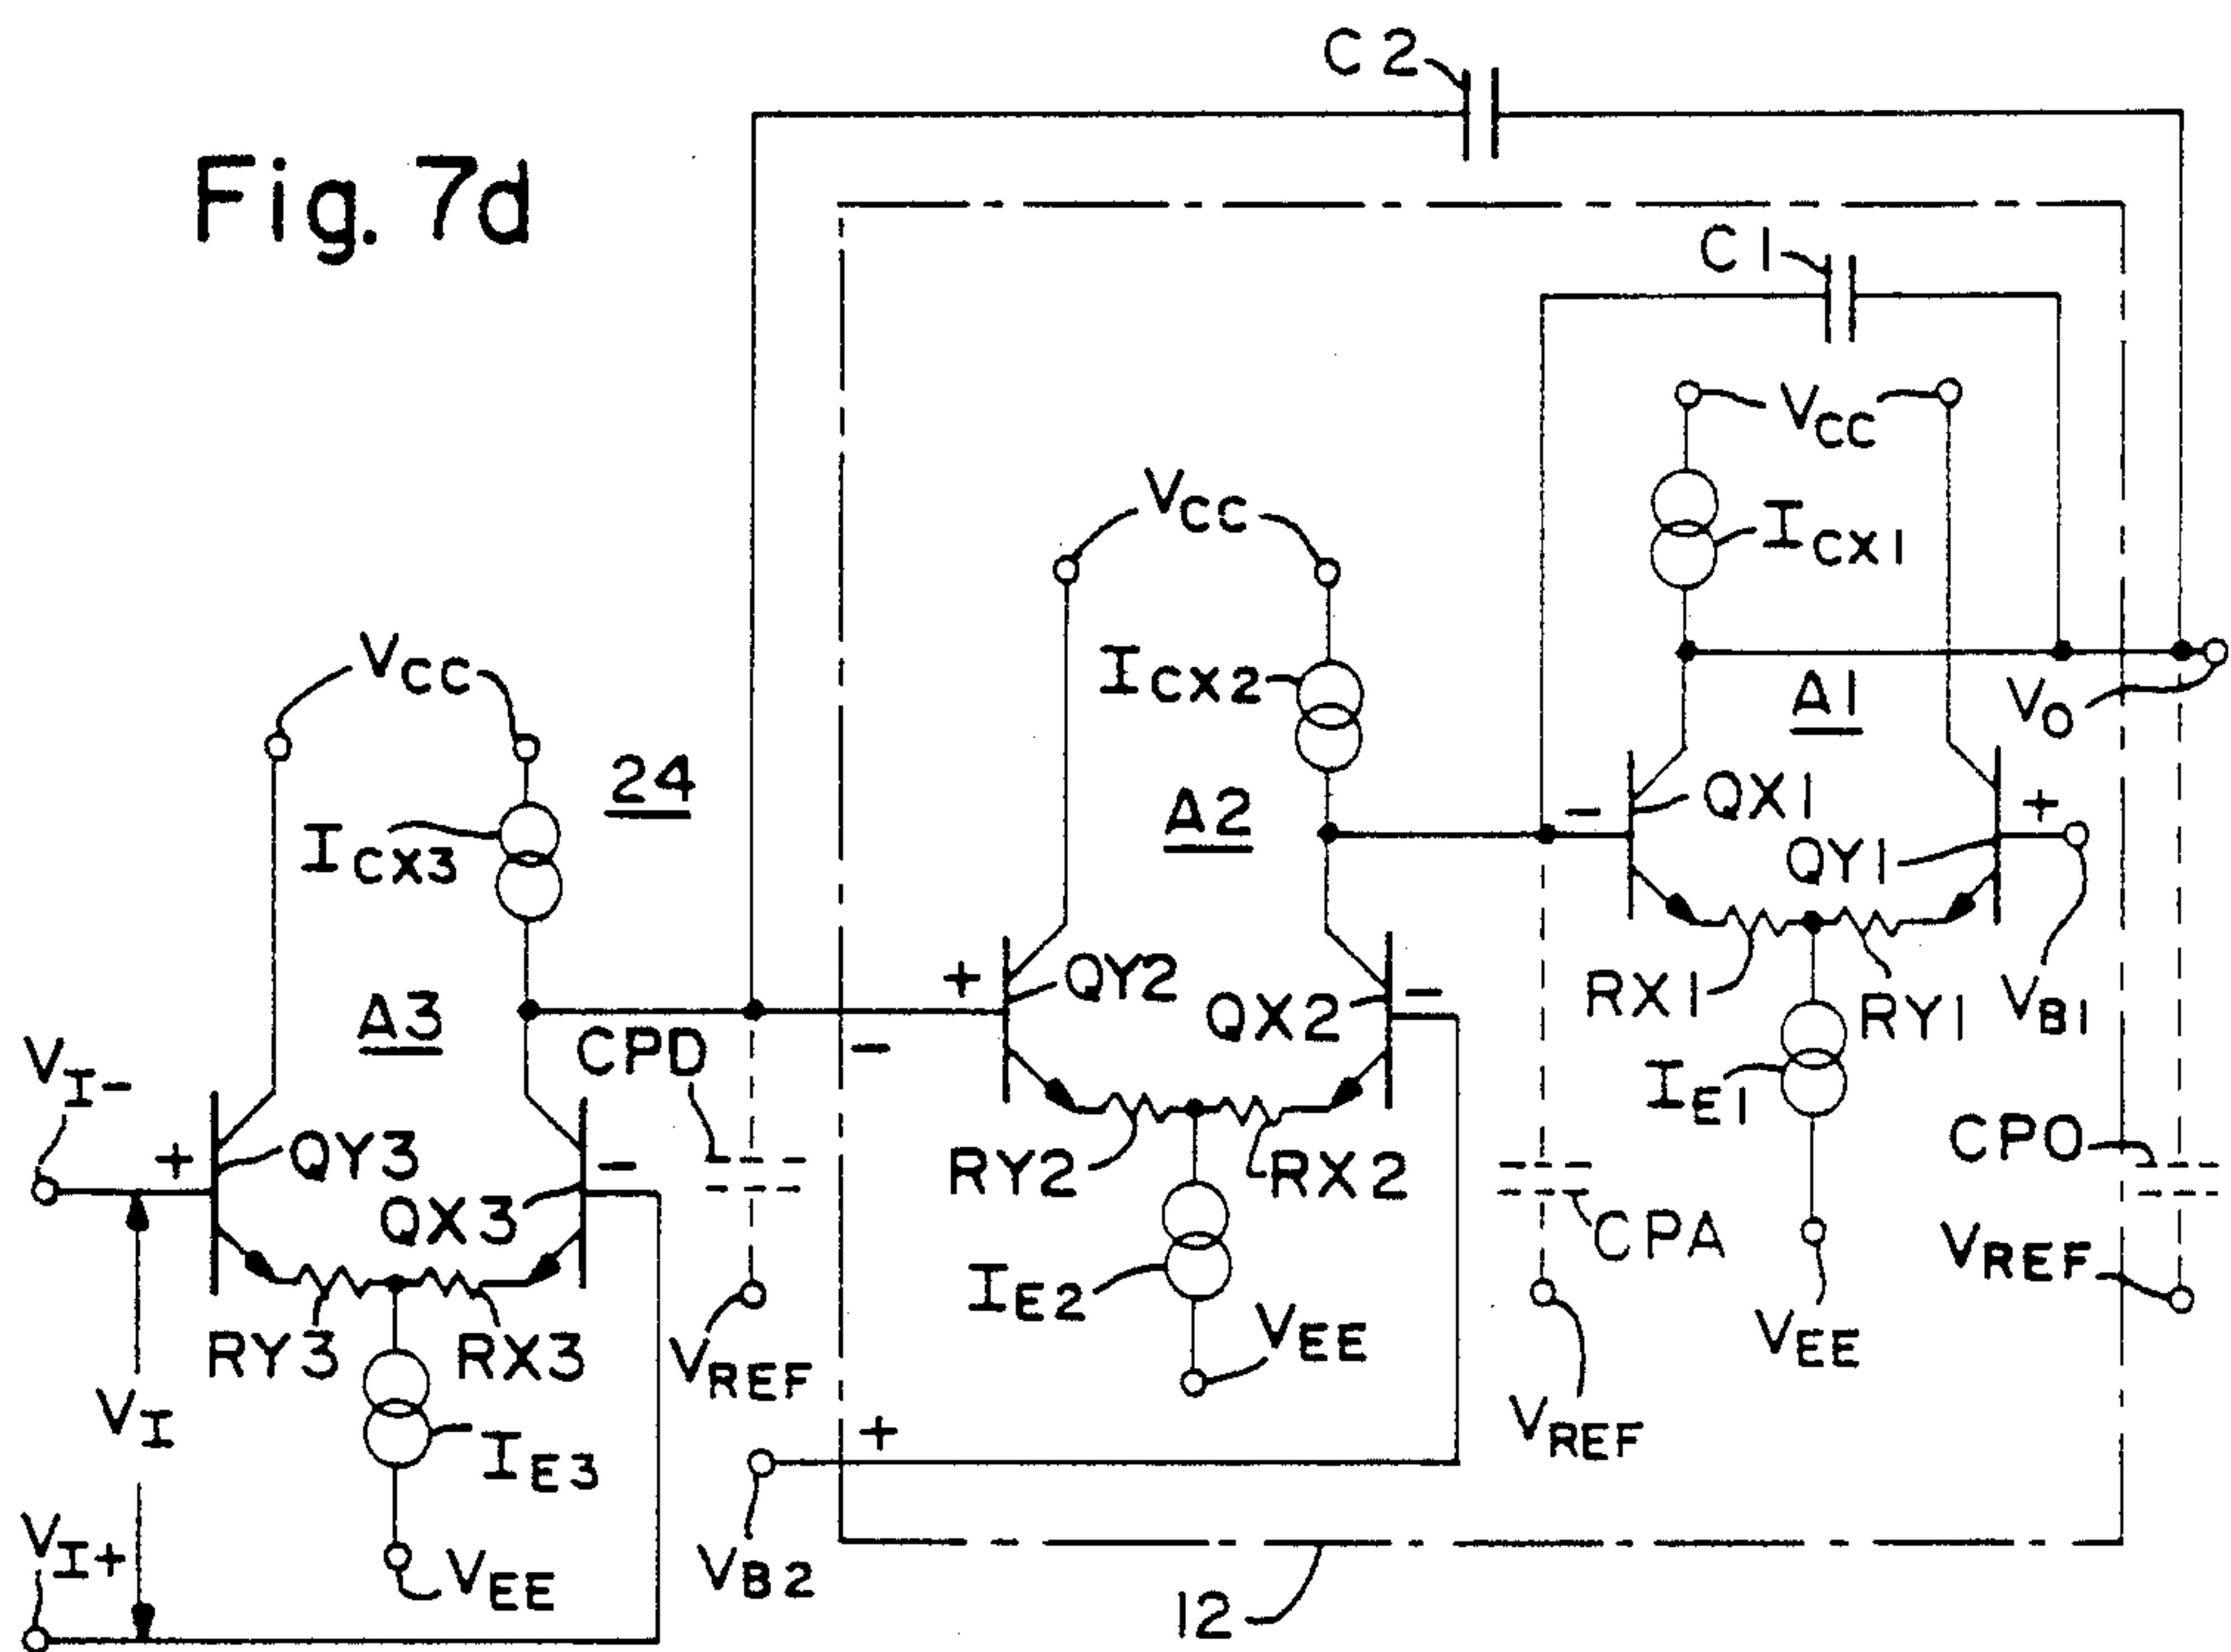 Fig. 7d
C2
C1
VCC
ICX1
VCC
ICX2
A1
VO
VCC
24
A2
QX1
+
-
QY1
ICX3
RX1
RY1
VB1
A3
CPD
+
QY2
QX2
-
-
IE1
CPO
VI-
+
QY3
QX3
-
RY2
RX2
CPA
VREF
IE2
VEE
VEE
RY3
RX3
VREF
VI
VREF
+
IE3
VI+
VEE
VB2
12